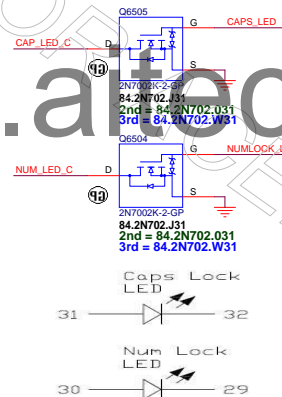 Q6505
G CAPS_LED
CAP_LED_C D
S
2N7002K-2-GP
84.2N702.J31
2nd = 84.2N702.031
3rd = 84.2N702.W31
.aitec
Q6504
G NUMLOCK_L
NUM_LED_C D
S
2N7002K-2-GP
84.2N702.J31
2nd = 84.2N702.031
3rd = 84.2N702.W31
Caps Lock
LED
31 32
Num Lock
LED
30 29